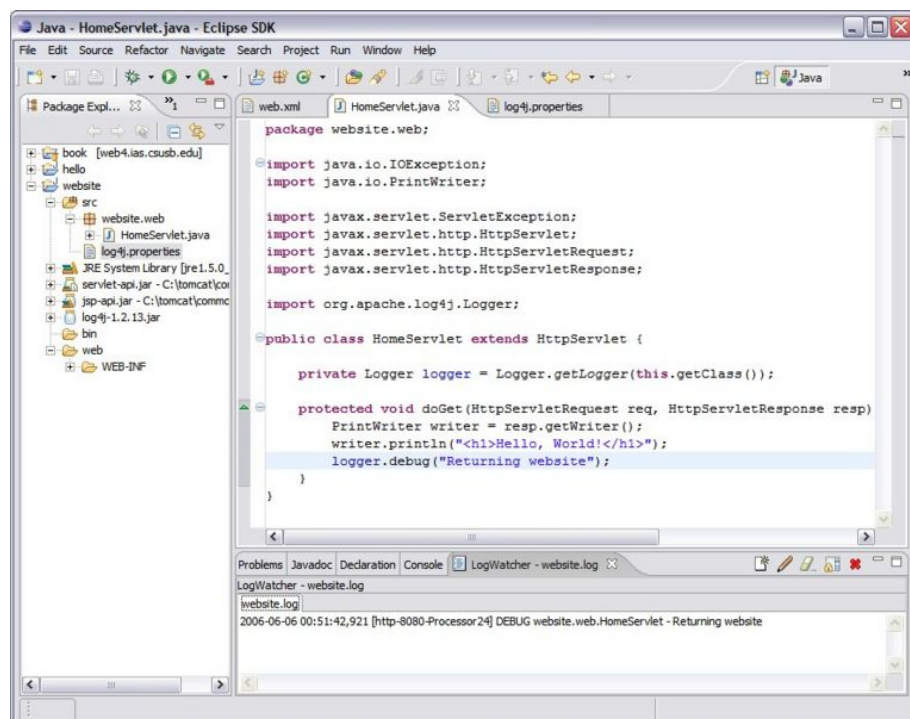 Java - HomeServlet.java - Eclipse SDK
File Edit Source Refactor Navigate Search Project Run Window Help
Java
Package Expl...
1
book [web4.ias.csusb.edu]
hello
website
src
website.web
HomeServlet.java
log4j.properties
JRE System Library [jre1.5.0_
servlet-api.jar - C:\tomcat\co
jsp-api.jar - C:\tomcat\commo
log4j-1.2.13.jar
bin
web
WEB-INF
web.xml HomeServlet.java log4j.properties
package website.web;
import java.io.IOException;
import java.io.PrintWriter;
import javax.servlet.ServletException;
import javax.servlet.http.HttpServlet;
import javax.servlet.http.HttpServletRequest;
import javax.servlet.http.HttpServletResponse;
import org.apache.log4j.Logger;
public class HomeServlet extends HttpServlet {
private Logger logger = Logger.getLogger(this.getClass());
protected void doGet(HttpServletRequest req, HttpServletResponse resp)
PrintWriter writer = resp.getWriter();
writer.println("<h1>Hello, World!</h1>");
logger.debug("Returning website");
}
}
Problems Javadoc Declaration Console LogWatcher - website.log
LogWatcher - website.log
website.log
2006-06-06 00:51:42,921 [http-8080-Processor24] DEBUG website.web.HomeServlet - Returning website